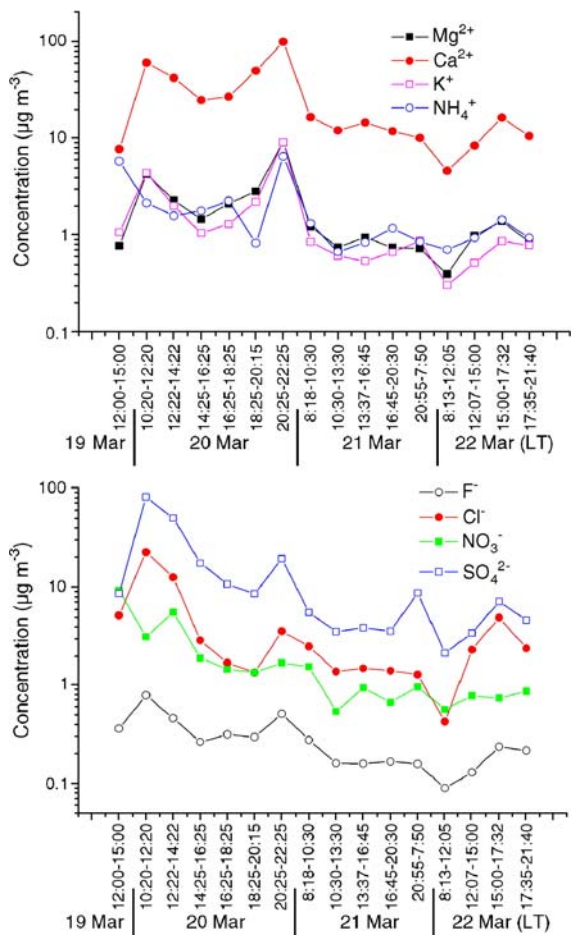 Concentration (μg m⁻³)
100
10
1
0.1
Mg²⁺
Ca²⁺
K⁺
NH₄⁺
12:00-15:00
10:20-12:20
12:22-14:22
14:25-16:25
16:25-18:25
18:25-20:15
20:25-22:25
8:18-10:30
10:30-13:30
13:37-16:45
16:45-20:30
20:55-7:50
8:13-12:05
12:07-15:00
15:00-17:32
17:35-21:40
19 Mar
20 Mar
21 Mar
22 Mar (LT)
Concentration (μg m⁻³)
100
10
1
0.1
F⁻
Cl⁻
NO₃⁻
SO₄²⁻
12:00-15:00
10:20-12:20
12:22-14:22
14:25-16:25
16:25-18:25
18:25-20:15
20:25-22:25
8:18-10:30
10:30-13:30
13:37-16:45
16:45-20:30
20:55-7:50
8:13-12:05
12:07-15:00
15:00-17:32
17:35-21:40
19 Mar
20 Mar
21 Mar
22 Mar (LT)